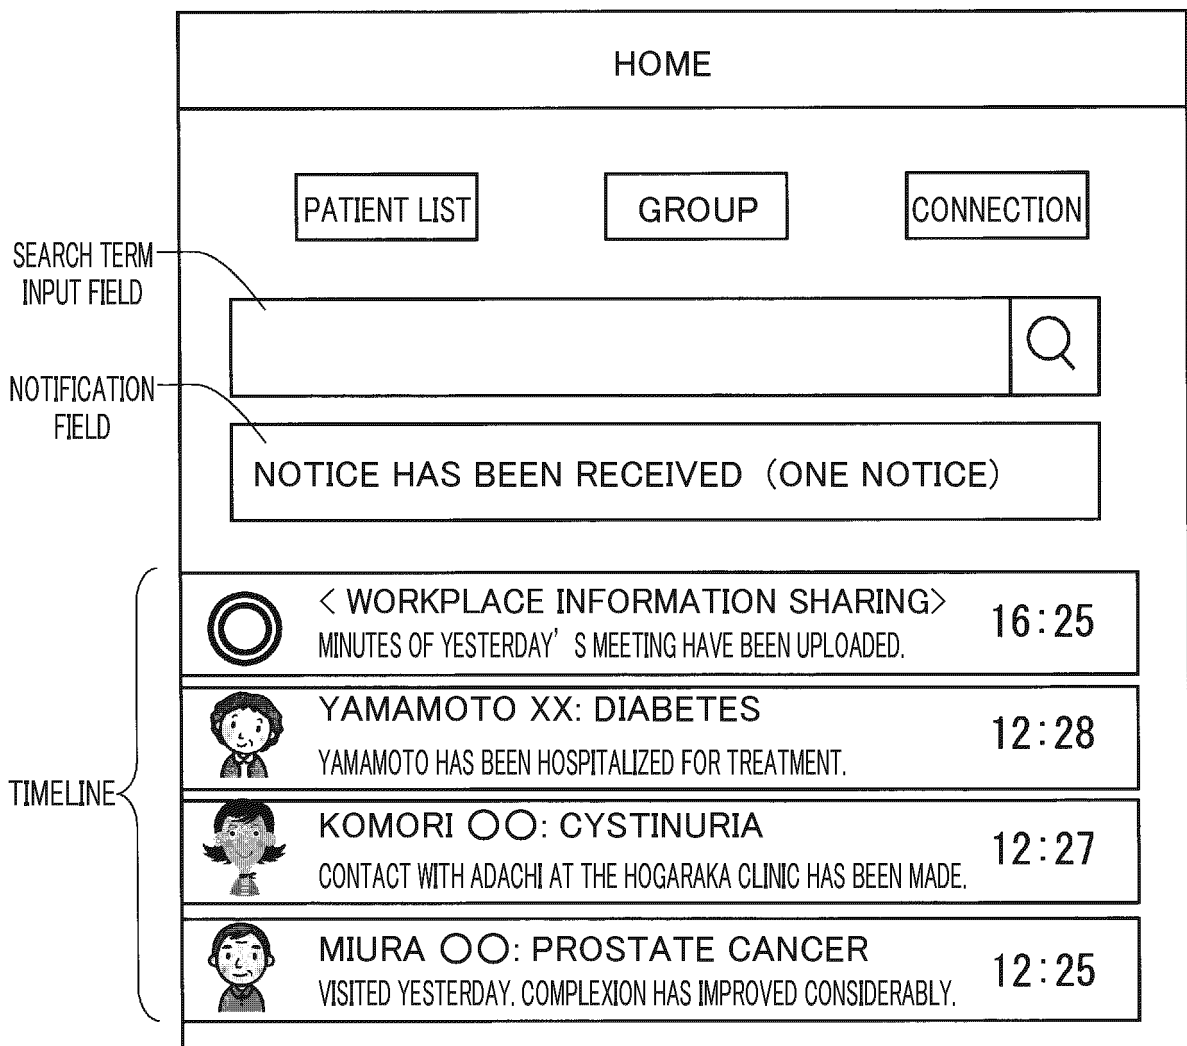 HOME
PATIENT LIST
GROUP
CONNECTION
SEARCH TERM
INPUT FIELD
NOTIFICATION
FIELD
NOTICE HAS BEEN RECEIVED (ONE NOTICE)
TIMELINE
< WORKPLACE INFORMATION SHARING>
16:25
MINUTES OF YESTERDAY' S MEETING HAVE BEEN UPLOADED.
YAMAMOTO XX: DIABETES
12:28
YAMAMOTO HAS BEEN HOSPITALIZED FOR TREATMENT.
KOMORI ○○: CYSTINURIA
12:27
CONTACT WITH ADACHI AT THE HOGARAKA CLINIC HAS BEEN MADE.
MIURA ○○: PROSTATE CANCER
12:25
VISITED YESTERDAY. COMPLEXION HAS IMPROVED CONSIDERABLY.